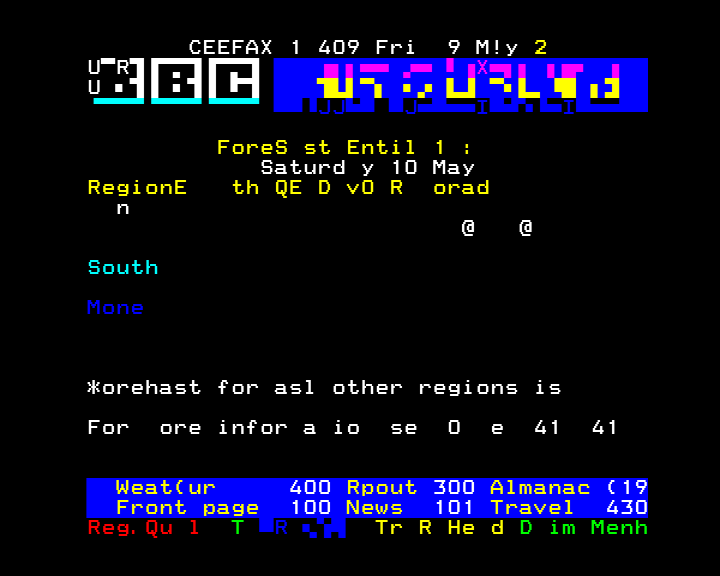 CEEFAX 1 409 Fri  9 M!y 2
U R
BBC
U
ForeS st Entil 1 :
Saturd y 10 May
RegionE   th QE D vO R  orad
n
@   @
South
Mone
*orehast for asl other regions is
For  ore infor a io  se  O  e  41  41
Weat(ur     400 Rpout 300 Almanac (19
Front page  100 News  101 Travel  430
Reg.Qu l  T  R  Tr R He d D im Menh